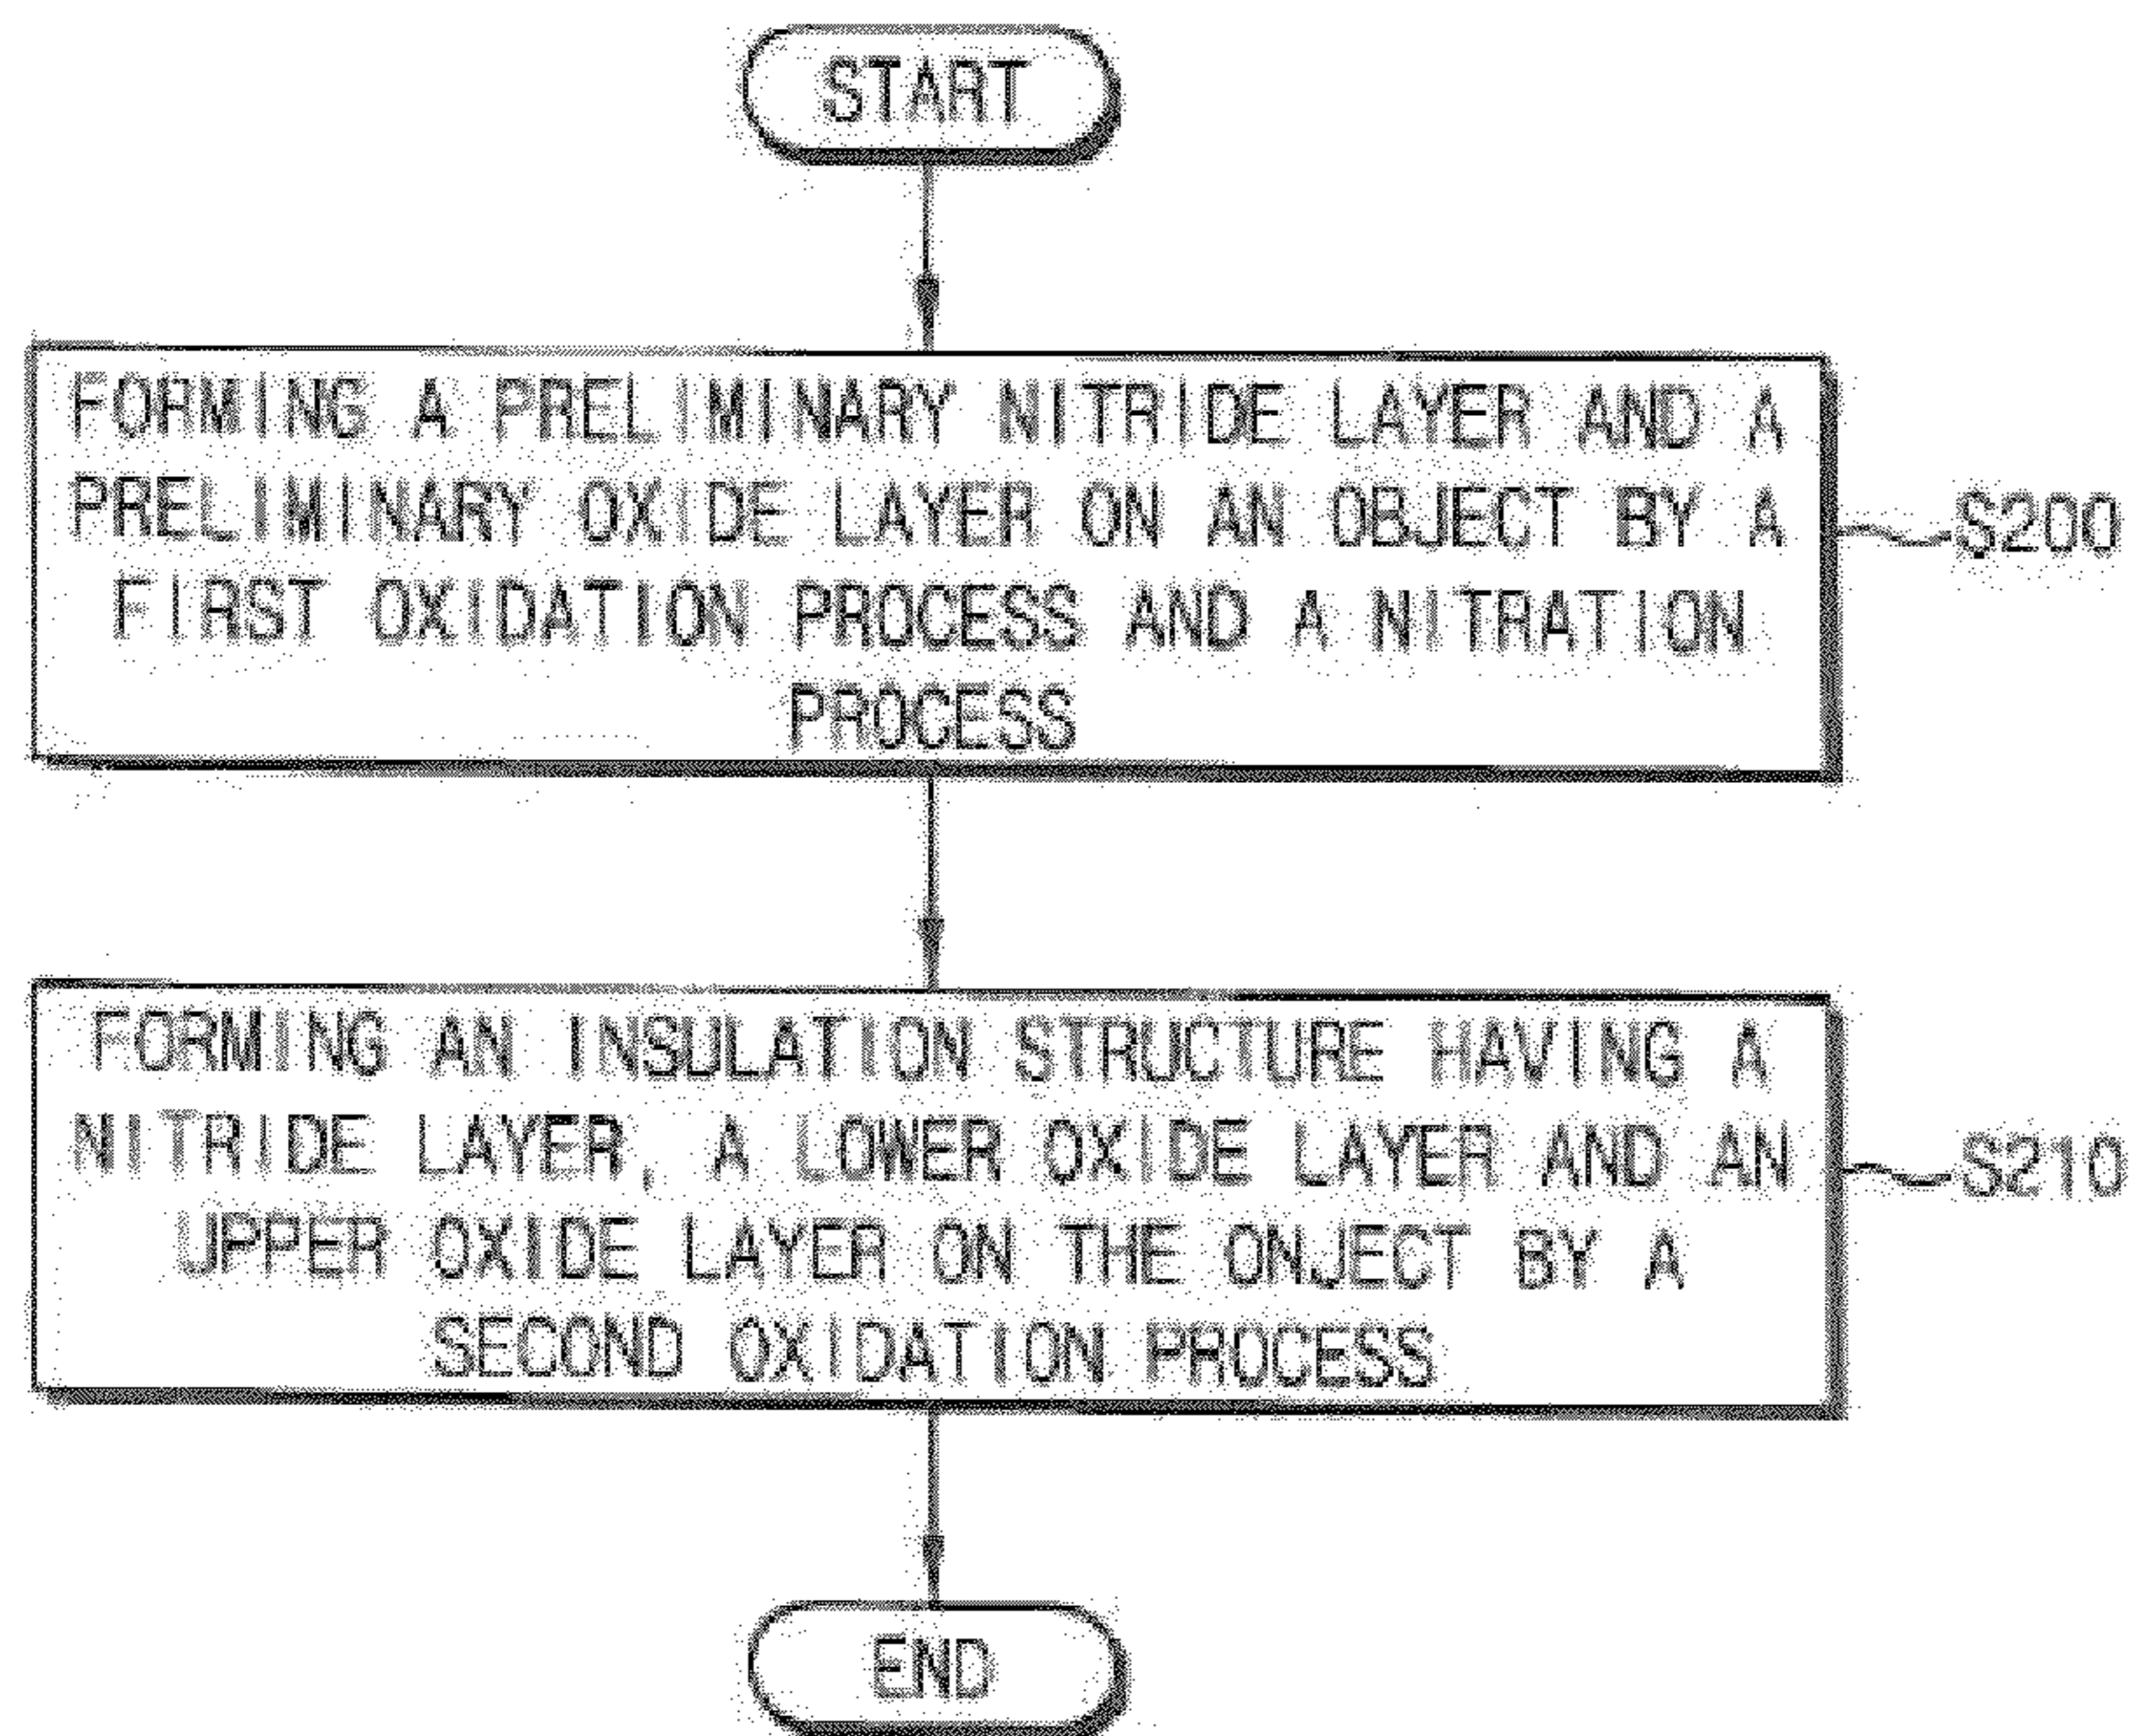 START
FORMING A PRELIMINARY NITRIDE LAYER AND A
PRELIMINARY OXIDE LAYER ON AN OBJECT BY A
FIRST OXIDATION PROCESS AND A NITRATION
PROCESS
S200
FORMING AN INSULATION STRUCTURE HAVING A
NITRIDE LAYER, A LOWER OXIDE LAYER AND AN
UPPER OXIDE LAYER ON THE ONJECT BY A
SECOND OXIDATION PROCESS
S210
END